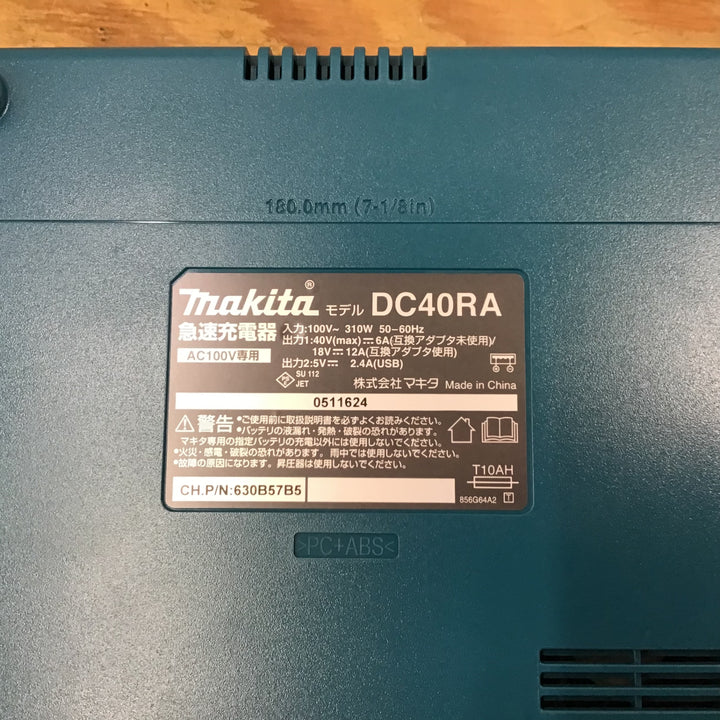 180.0mm (7-1/8in)
makita® モデル DC40RA
急速充電器 入力:100V~ 310W 50-60Hz
AC100V専用
出力1:40V(max)⎓6A(互換アダプタ未使用)/
18V⎓12A(互換アダプタ使用)
出力2:5V⎓ 2.4A(USB)
PS E SU 112
JET
株式会社マキタ Made in China
0511624
⚠警告 •ご使用前に取扱説明書を必ずよくお読みください。
•バッテリの液漏れ・発熱・破裂の恐れがあります。
マキタ専用の指定バッテリの充電以外には使用しないでください。
•火災・感電・破裂の恐れあり。雨中では使用しないでください。
•故障の原因になります。昇圧器は使用しないでください。
T10AH
CH.P/N:630B57B5
856G64A2 T
>PC+ABS<